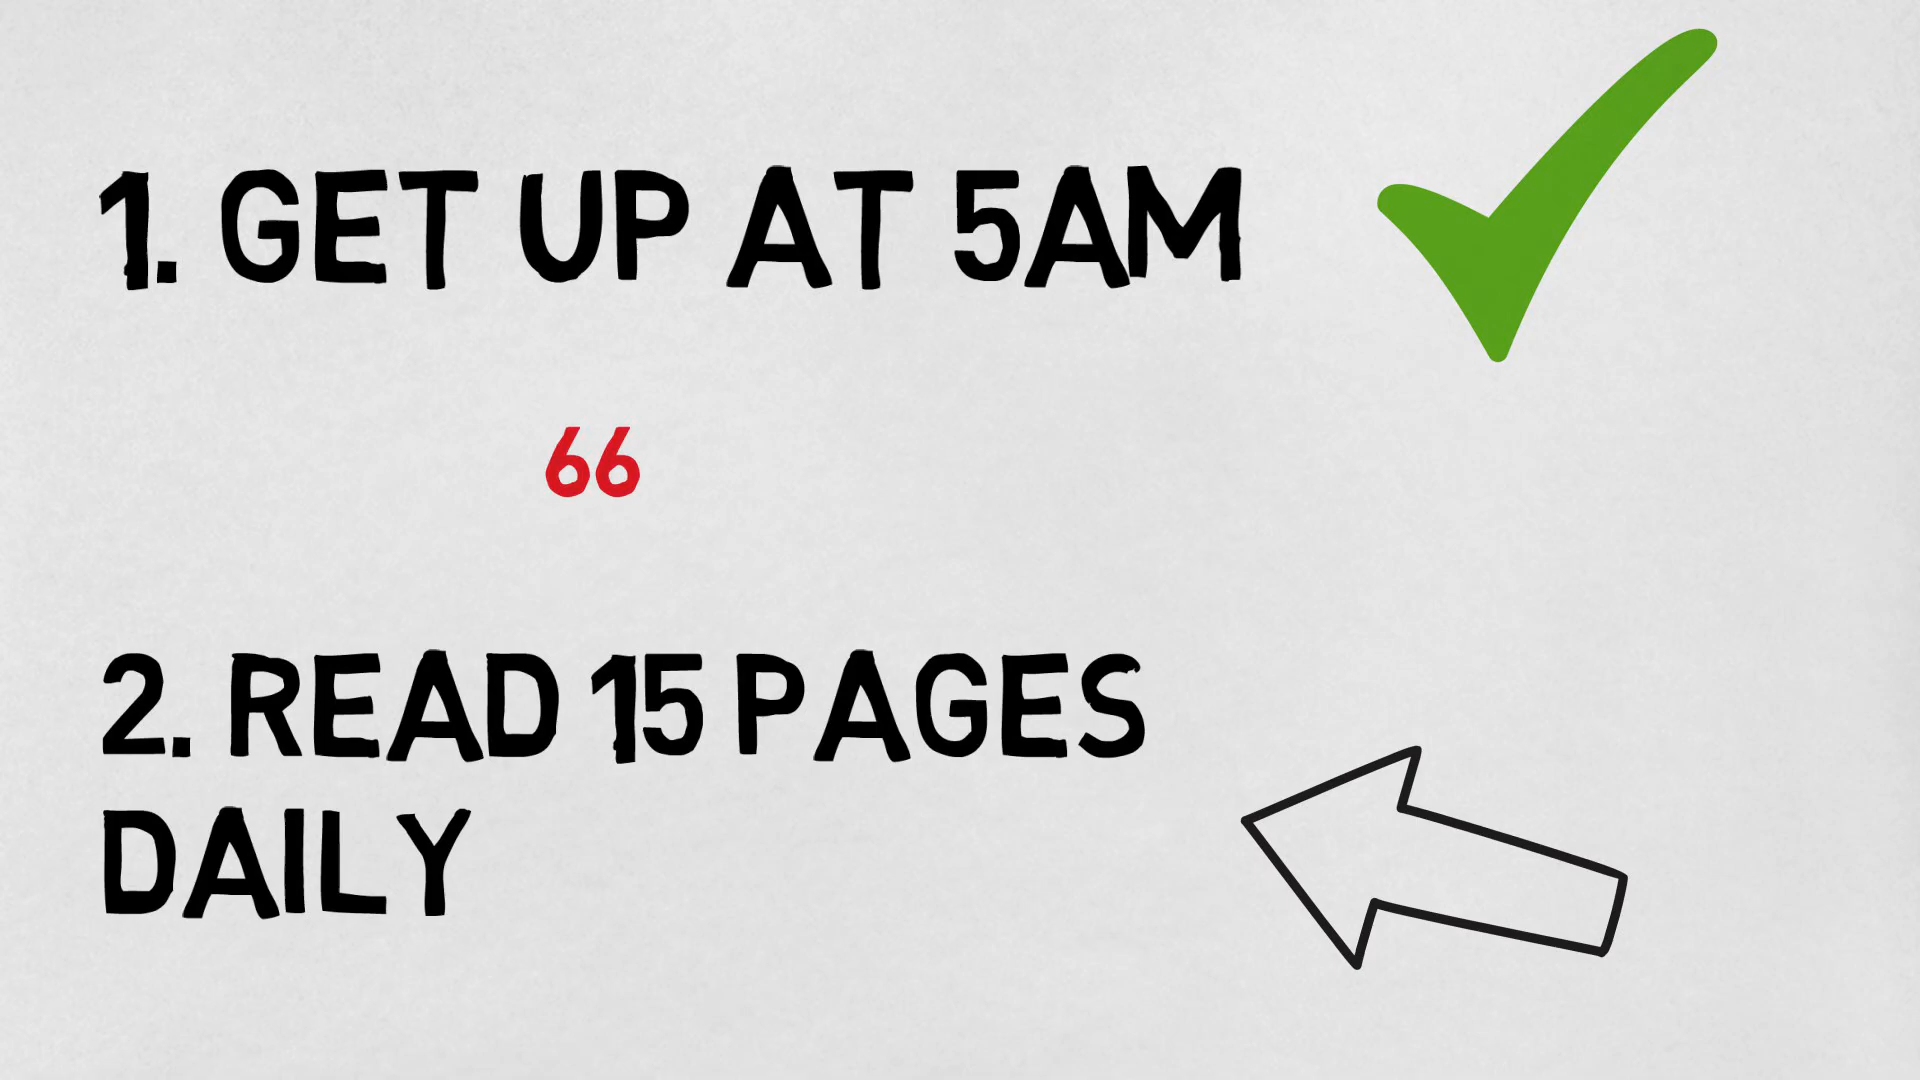 1. GET UP AT 5AM
66
2. READ 15 PAGES
DAILY